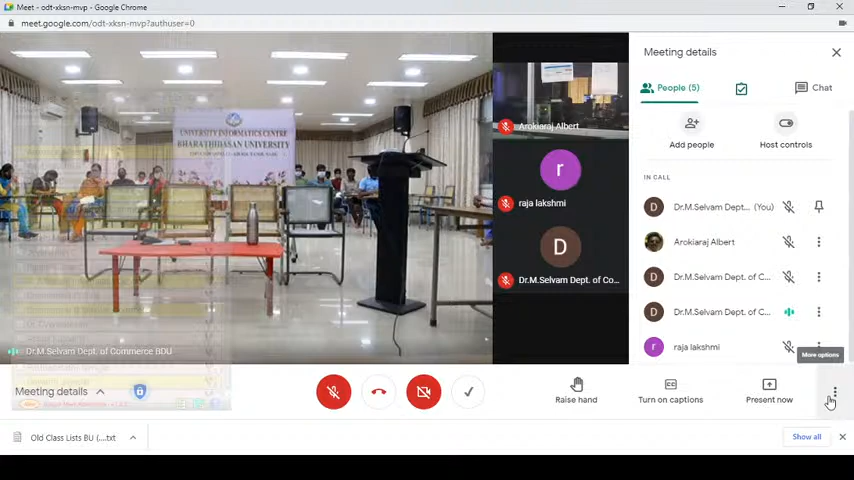 Meet - odt-xksn-mvp - Google Chrome
meet.google.com/odt-xksn-mvp?authuser=0
UNIVERSITY INFORMATICS CENTRE
BHARATHIDASAN UNIVERSITY
Dr.M.Selvam Dept. of Commerce BDU
Arokiaraj Albert
r
raja lakshmi
D
Dr.M.Selvam Dept. of Co...
Meeting details
People (5)
Chat
Add people
Host controls
IN CALL
D
Dr.M.Selvam Dept... (You)
Arokiaraj Albert
D
Dr.M.Selvam Dept. of C...
D
Dr.M.Selvam Dept. of C...
r
raja lakshmi
More options
Meeting details
Raise hand
Turn on captions
Present now
Old Class Lists BU (....txt
Show all